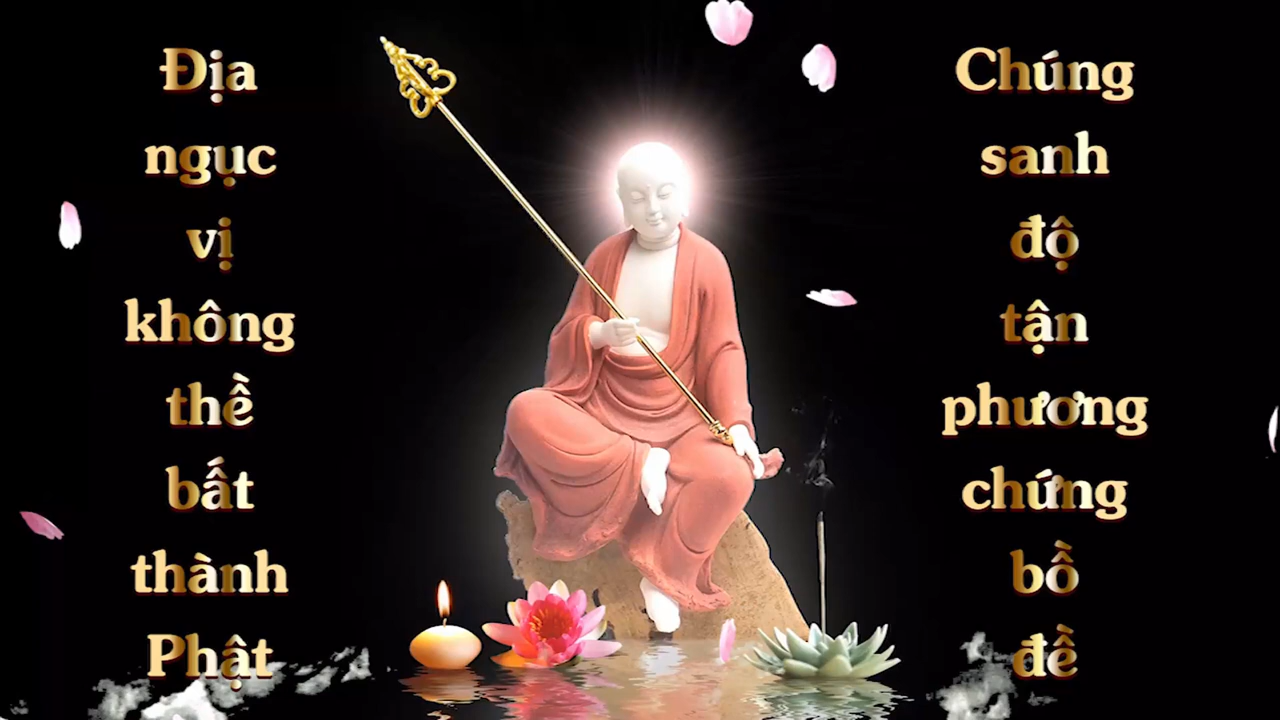 Địa
ngục
vị
không
thề
bất
thành
Phật
Chúng
sanh
độ
tận
phương
chứng
bồ
đề